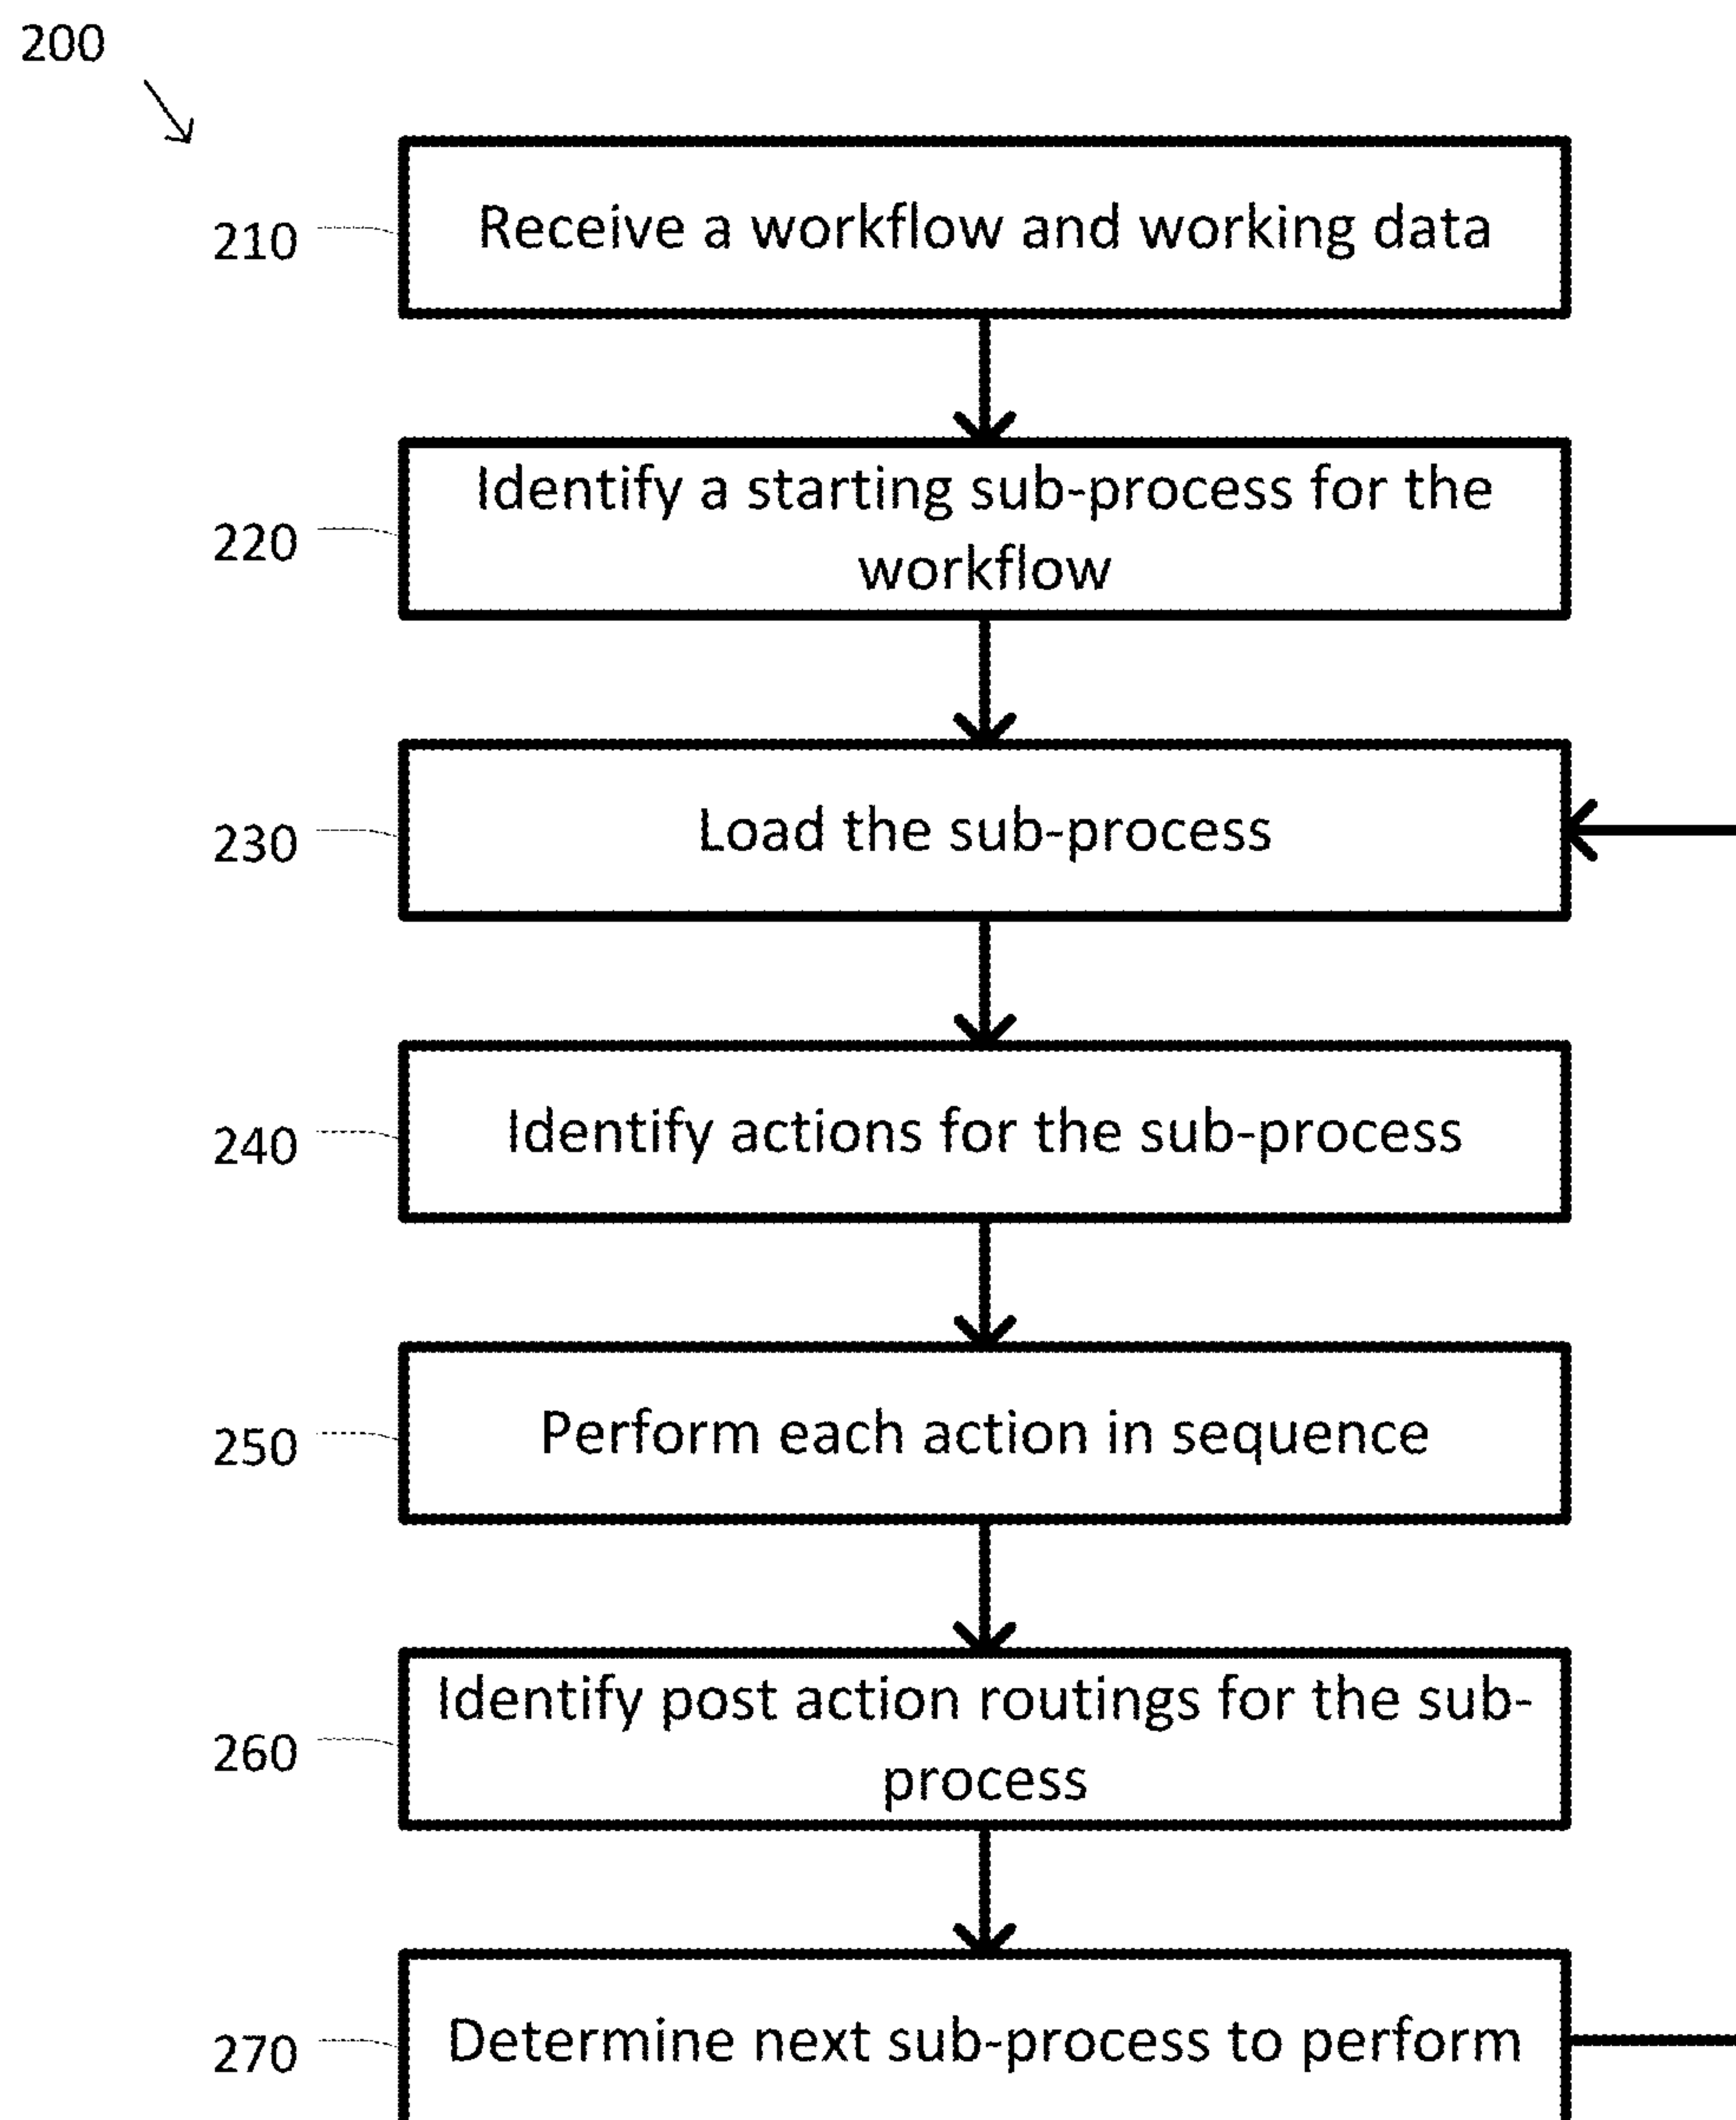 200
210
Receive a workflow and working data
220
Identify a starting sub-process for the
workflow
230
Load the sub-process
240
Identify actions for the sub-process
250
Perform each action in sequence
260
Identify post action routings for the sub-
process
270
Determine next sub-process to perform